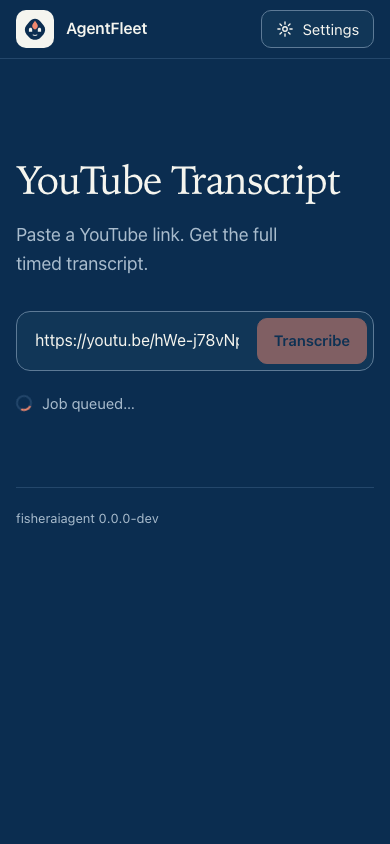 AgentFleet
Settings
YouTube Transcript
Paste a YouTube link. Get the full
timed transcript.
https://youtu.be/hWe-j78vNp
Transcribe
Job queued...
fisheraiagent 0.0.0-dev